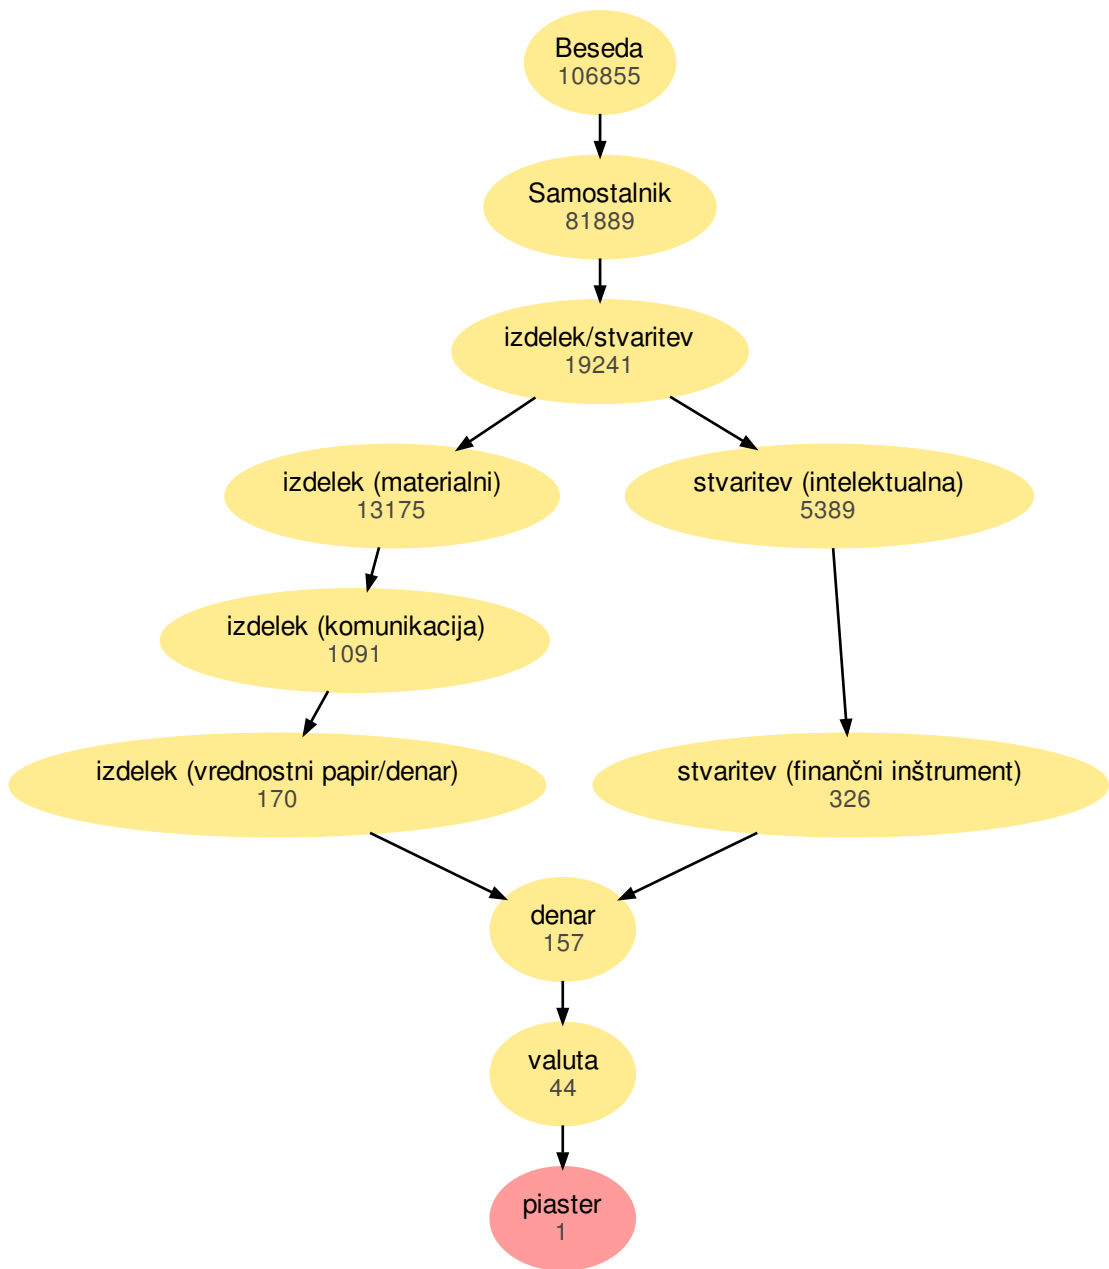 Beseda
106855
Samostalnik
81889
izdelek/stvaritev
19241
izdelek (materialni)
13175
stvaritev (intelektualna)
5389
izdelek (komunikacija)
1091
izdelek (vrednostni papir/denar)
170
stvaritev (finančni inštrument)
326
denar
157
valuta
44
piaster
1